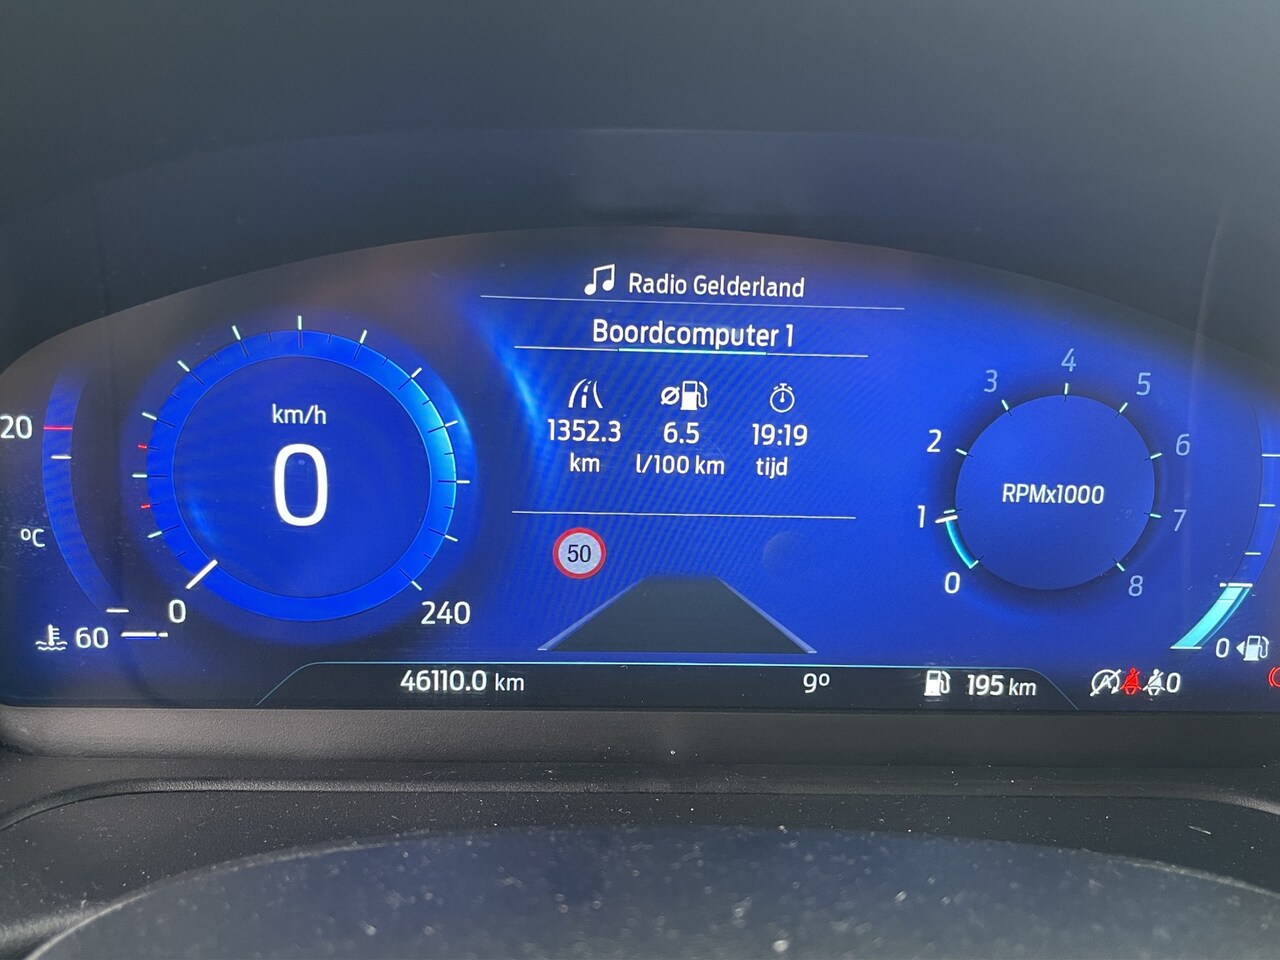 Radio Gelderland
Boordcomputer 1
1352.3 6.5 19:19
km l/100 km tijd
20
°C
60
km/h
0
0
240
50
0
1
2
3
4
5
6
7
8
RPMx1000
0
46110.0 km
9°
195 km
0